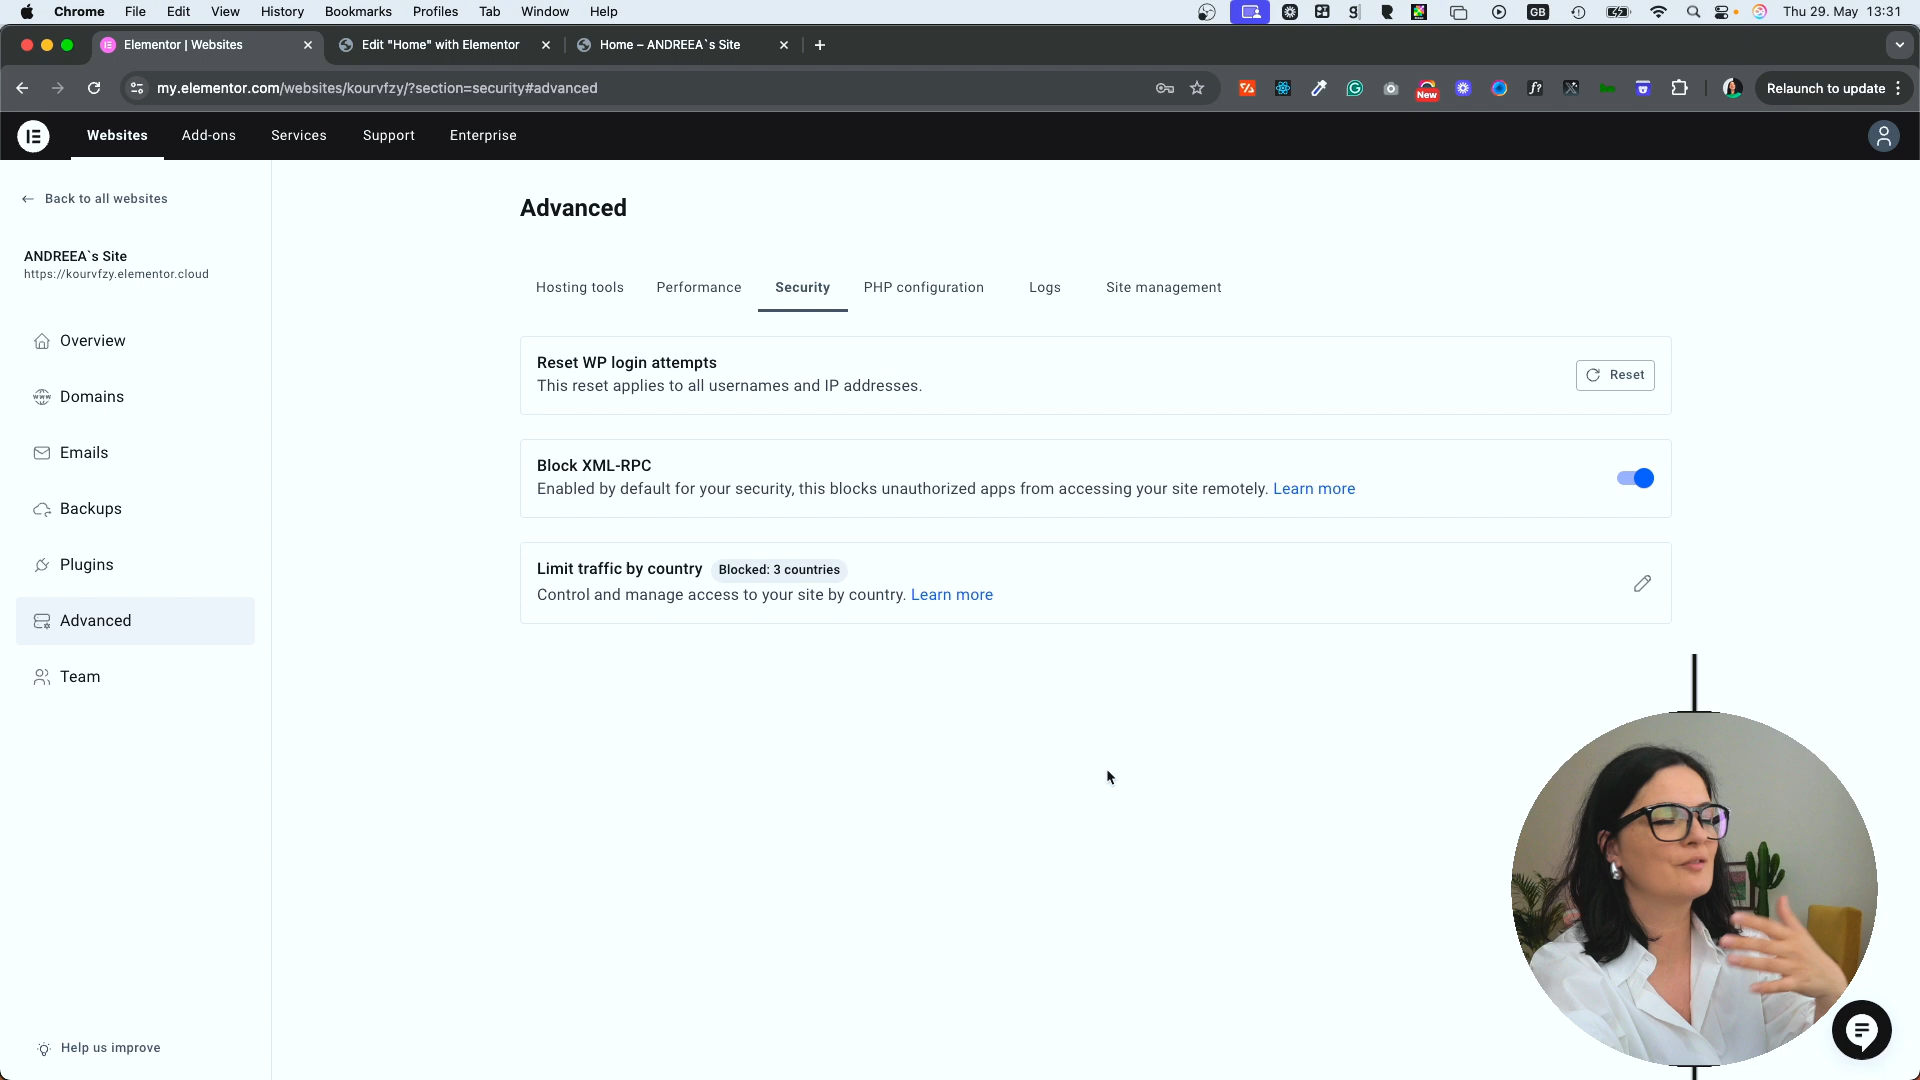 Chrome File Edit View History Bookmarks Profiles Tab Window Help GB Thu 29. May 13:31
Elementor | Websites Edit "Home" with Elementor Home – ANDREEA`s Site
my.elementor.com/websites/kourvfzy/?section=security#advanced New Relaunch to update
Websites Add-ons Services Support Enterprise
Back to all websites
ANDREEA`s Site
https://kourvfzy.elementor.cloud
Overview
Domains
Emails
Backups
Plugins
Advanced
Team
Help us improve
Advanced
Hosting tools Performance Security PHP configuration Logs Site management
Reset WP login attempts
This reset applies to all usernames and IP addresses.
Reset
Block XML-RPC
Enabled by default for your security, this blocks unauthorized apps from accessing your site remotely. Learn more
Limit traffic by country Blocked: 3 countries
Control and manage access to your site by country. Learn more